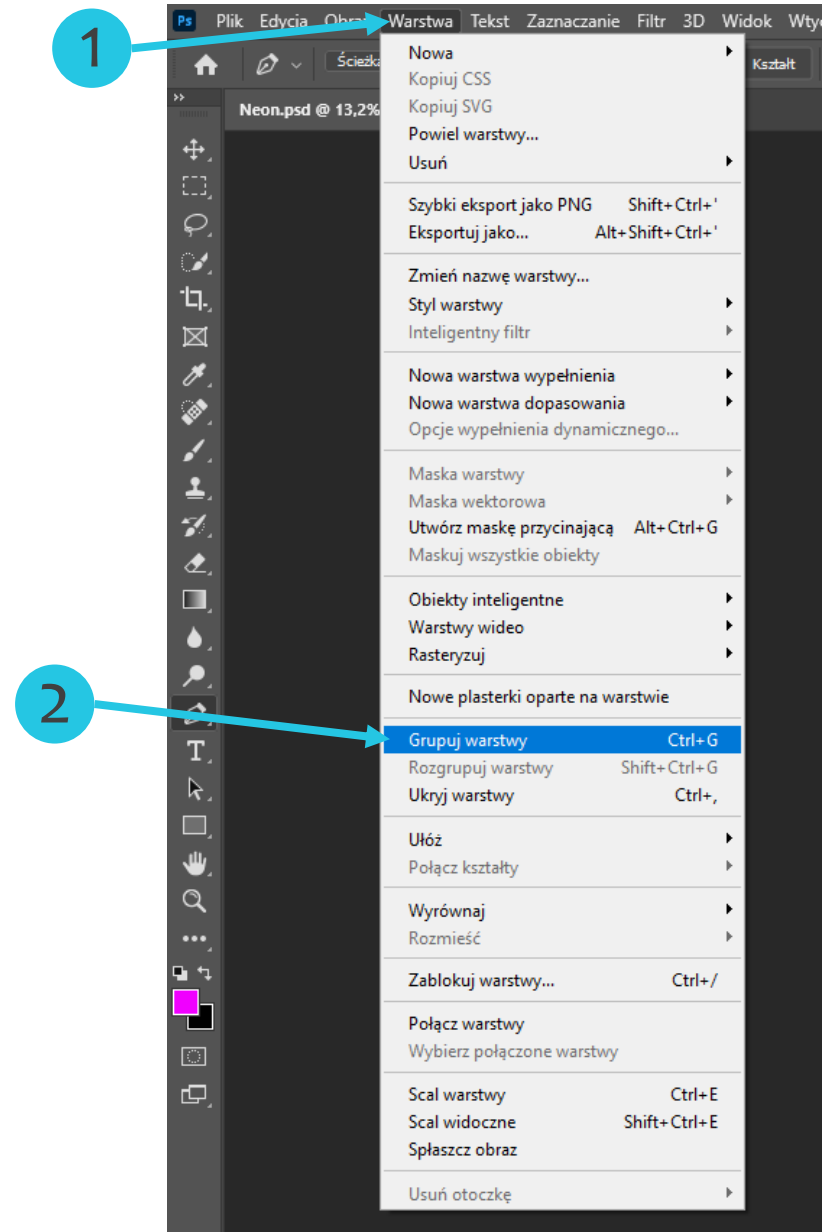 1
Ps Plik Edycja Obraz Warstwa Tekst Zaznaczanie Filtr 3D Widok
Kształt
Neon.psd @ 13,2%
Nowa
Kopiuj CSS
Kopiuj SVG
Powiel warstwy...
Usuń
Szybki eksport jako PNG Shift+Ctrl+'
Eksportuj jako... Alt+Shift+Ctrl+'
Zmień nazwę warstwy...
Styl warstwy
Inteligentny filtr
Nowa warstwa wypełnienia
Nowa warstwa dopasowania
Opcje wypełnienia dynamicznego...
Maska warstwy
Maska wektorowa
Utwórz maskę przycinającą Alt+Ctrl+G
Maskuj wszystkie obiekty
Obiekty inteligentne
Warstwy wideo
Rasteryzuj
Nowe plasterki oparte na warstwie
2
Grupuj warstwy Ctrl+G
Rozgrupuj warstwy Shift+Ctrl+G
Ukryj warstwy Ctrl+,
Ułóż
Połącz kształty
Wyrównaj
Rozmieść
Zablokuj warstwy... Ctrl+/
Połącz warstwy
Wybierz połączone warstwy
Scal warstwy Ctrl+E
Scal widoczne Shift+Ctrl+E
Spłaszcz obraz
Usuń otoczkę